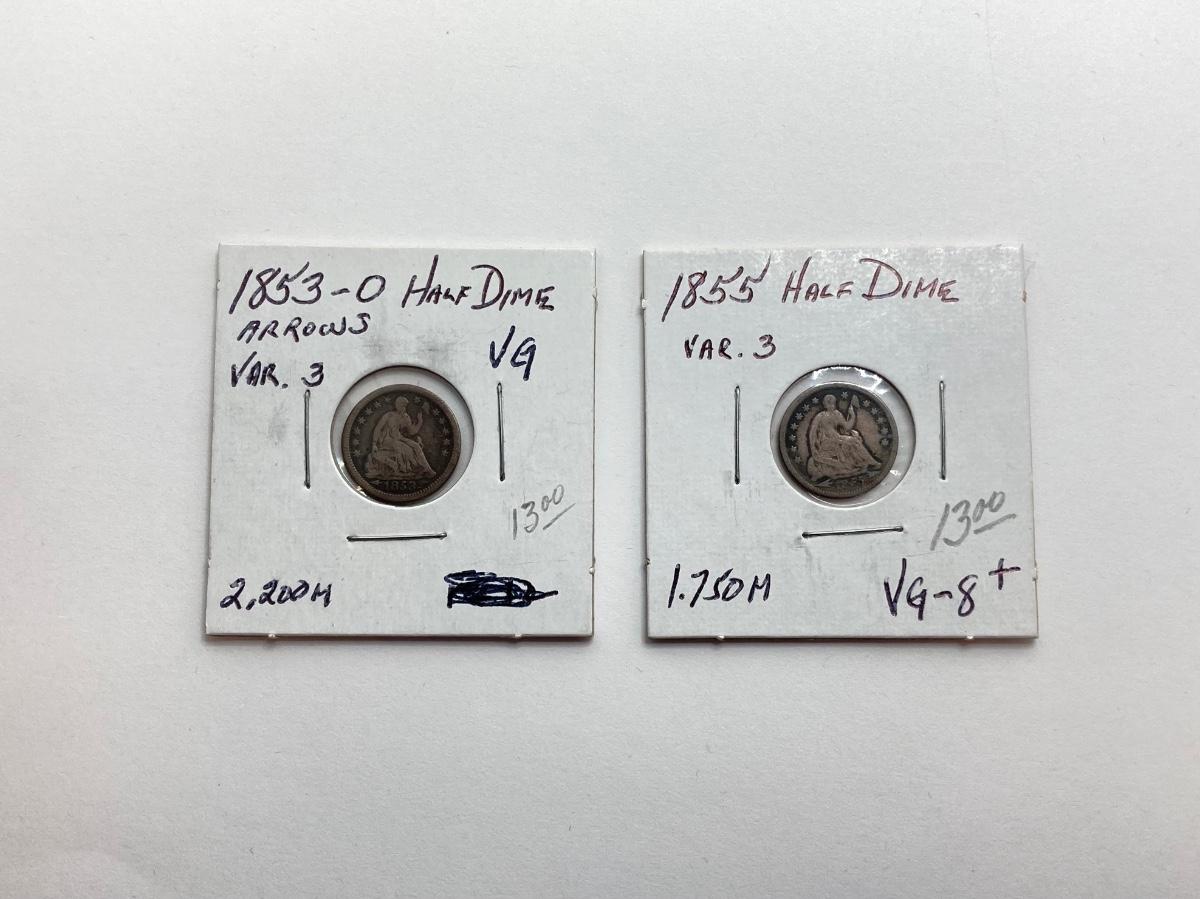 1853-O HALF DIME
ARROWS
VAR. 3
VG
1853
13.00
2,200M
1855 HALF DIME
VAR. 3
13.00
1.750M
VG-8+